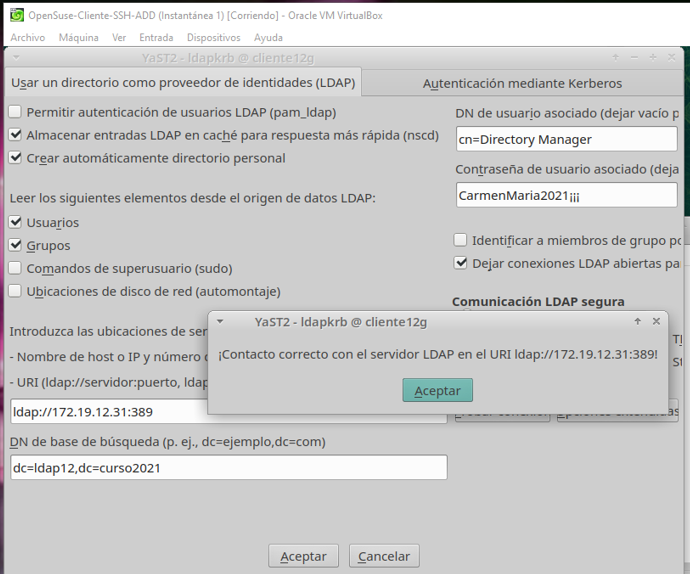 OpenSuse-Cliente-SSH-ADD (Instantánea 1) [Corriendo] - Oracle VM VirtualBox
Archivo Máquina Ver Entrada Dispositivos Ayuda
YaST2 - ldapkrb @ cliente12g
Usar un directorio como proveedor de identidades (LDAP)
Autenticación mediante Kerberos
Permitir autenticación de usuarios LDAP (pam_ldap)
Almacenar entradas LDAP en caché para respuesta más rápida (nscd)
Crear automáticamente directorio personal
Leer los siguientes elementos desde el origen de datos LDAP:
Usuarios
Grupos
Comandos de superusuario (sudo)
Ubicaciones de disco de red (automontaje)
Introduzca las ubicaciones de ser
- Nombre de host o IP y número
- URI (ldap://servidor:puerto, ldap
ldap://172.19.12.31:389
DN de base de búsqueda (p. ej., dc=ejemplo,dc=com)
dc=ldap12,dc=curso2021
DN de usuario asociado (dejar vacío p
cn=Directory Manager
Contraseña de usuario asociado (deja
CarmenMaria2021¡¡¡
Identificar a miembros de grupo po
Dejar conexiones LDAP abiertas pa
Comunicación LDAP segura
YaST2 - ldapkrb @ cliente12g
¡Contacto correcto con el servidor LDAP en el URI ldap://172.19.12.31:389!
Aceptar
Aceptar Cancelar